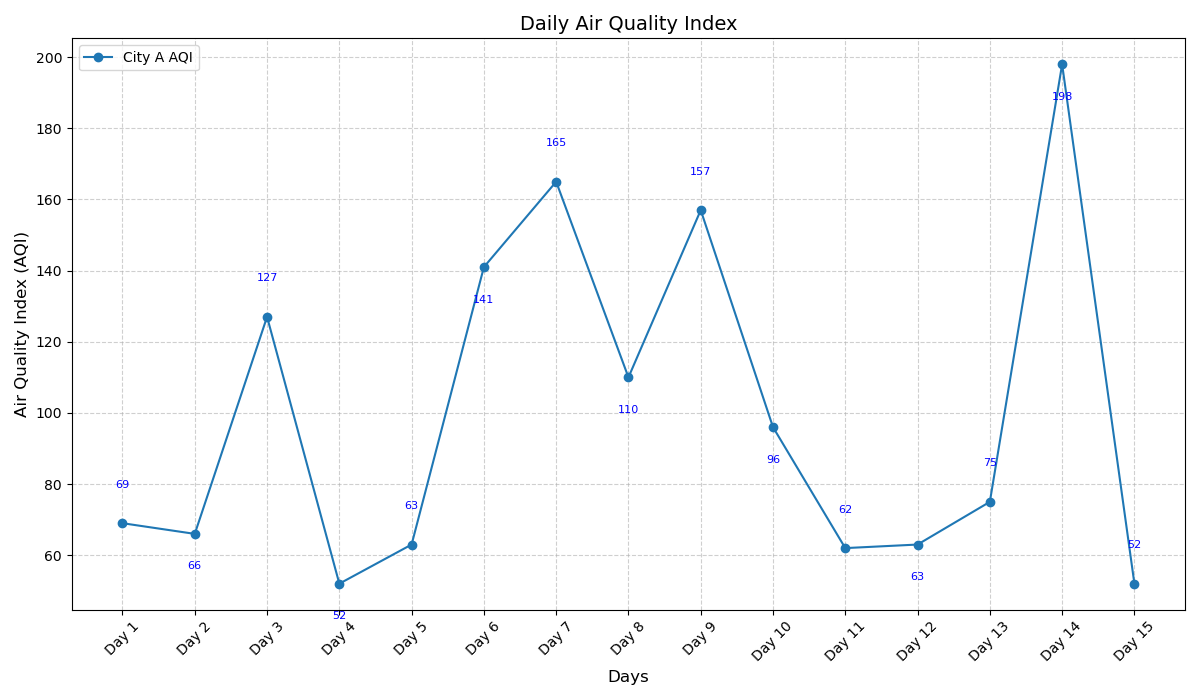 Daily Air Quality Index
City A AQI
Air Quality Index (AQI)
200
180
160
140
120
100
80
60
69
66
127
52
63
141
165
110
157
96
62
63
75
198
52
Day 1
Day 2
Day 3
Day 4
Day 5
Day 6
Day 7
Day 8
Day 9
Day 10
Day 11
Day 12
Day 13
Day 14
Day 15
Days